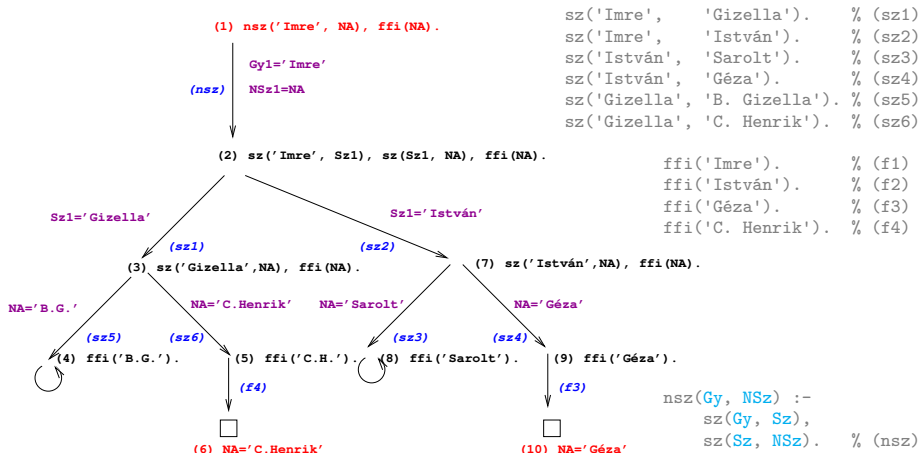 (1) nsz('Imre', NA), ffi(NA).
Gy1='Imre'
(nsz) NSz1=NA
(2) sz('Imre', Sz1), sz(Sz1, NA), ffi(NA).
Sz1='Gizella' Sz1='István'
(sz1) (sz2)
(3) sz('Gizella',NA), ffi(NA). (7) sz('István',NA), ffi(NA).
NA='B.G.' NA='C.Henrik' NA='Sarolt' NA='Géza'
(sz5) (sz6) (sz3) (sz4)
(4) ffi('B.G.'). (5) ffi('C.H.'). (8) ffi('Sarolt'). (9) ffi('Géza').
(f4) (f3)
(6) NA='C.Henrik' (10) NA='Géza'
sz('Imre', 'Gizella'). % (sz1)
sz('Imre', 'István'). % (sz2)
sz('István', 'Sarolt'). % (sz3)
sz('István', 'Géza'). % (sz4)
sz('Gizella', 'B. Gizella'). % (sz5)
sz('Gizella', 'C. Henrik'). % (sz6)
ffi('Imre'). % (f1)
ffi('István'). % (f2)
ffi('Géza'). % (f3)
ffi('C. Henrik'). % (f4)
nsz(Gy, NSz) :-
sz(Gy, Sz),
sz(Sz, NSz). % (nsz)